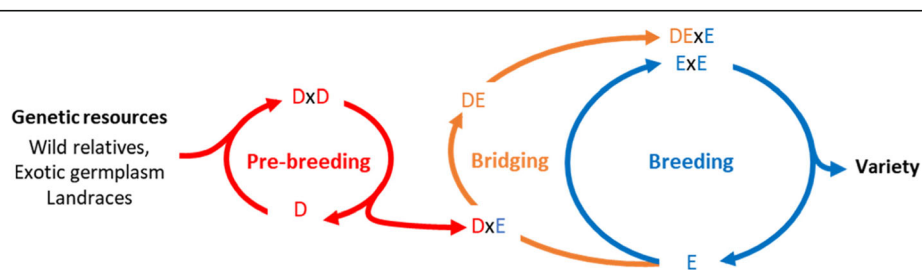 Genetic resources
Wild relatives,
Exotic germplasm
Landraces
DxD
Pre-breeding
D
DxE
DE
Bridging
DExE
ExE
Breeding
E
Variety